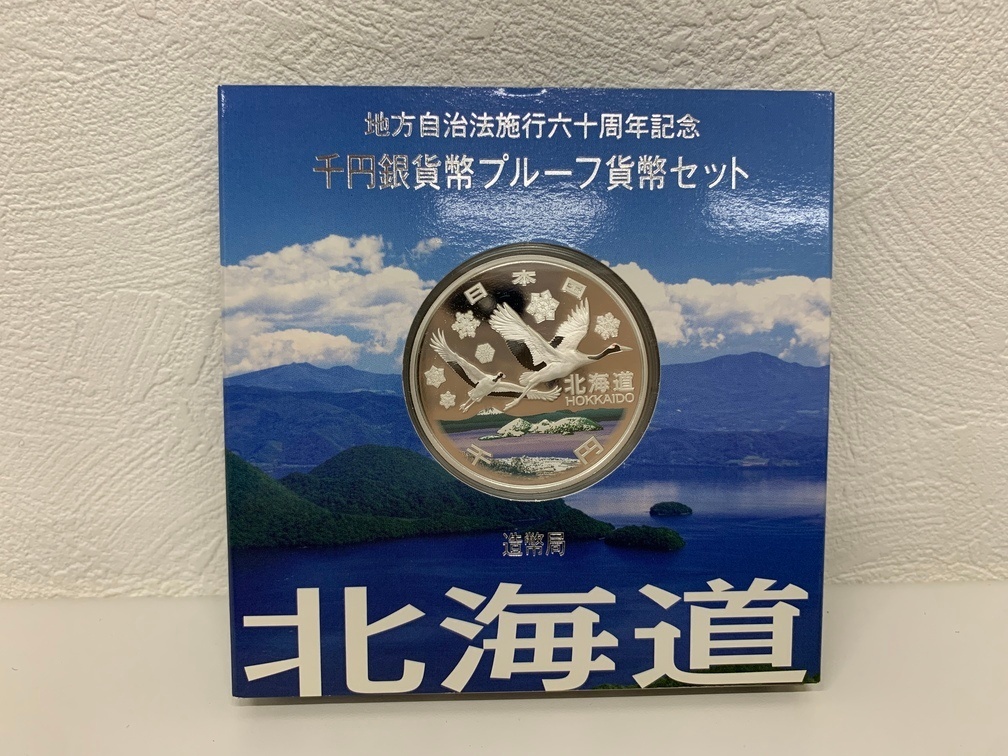 地方自治法施行六十周年記念
千円銀貨幣プルーフ貨幣セット
日本国
北海道
HOKKAIDO
千円
造幣局
北海道